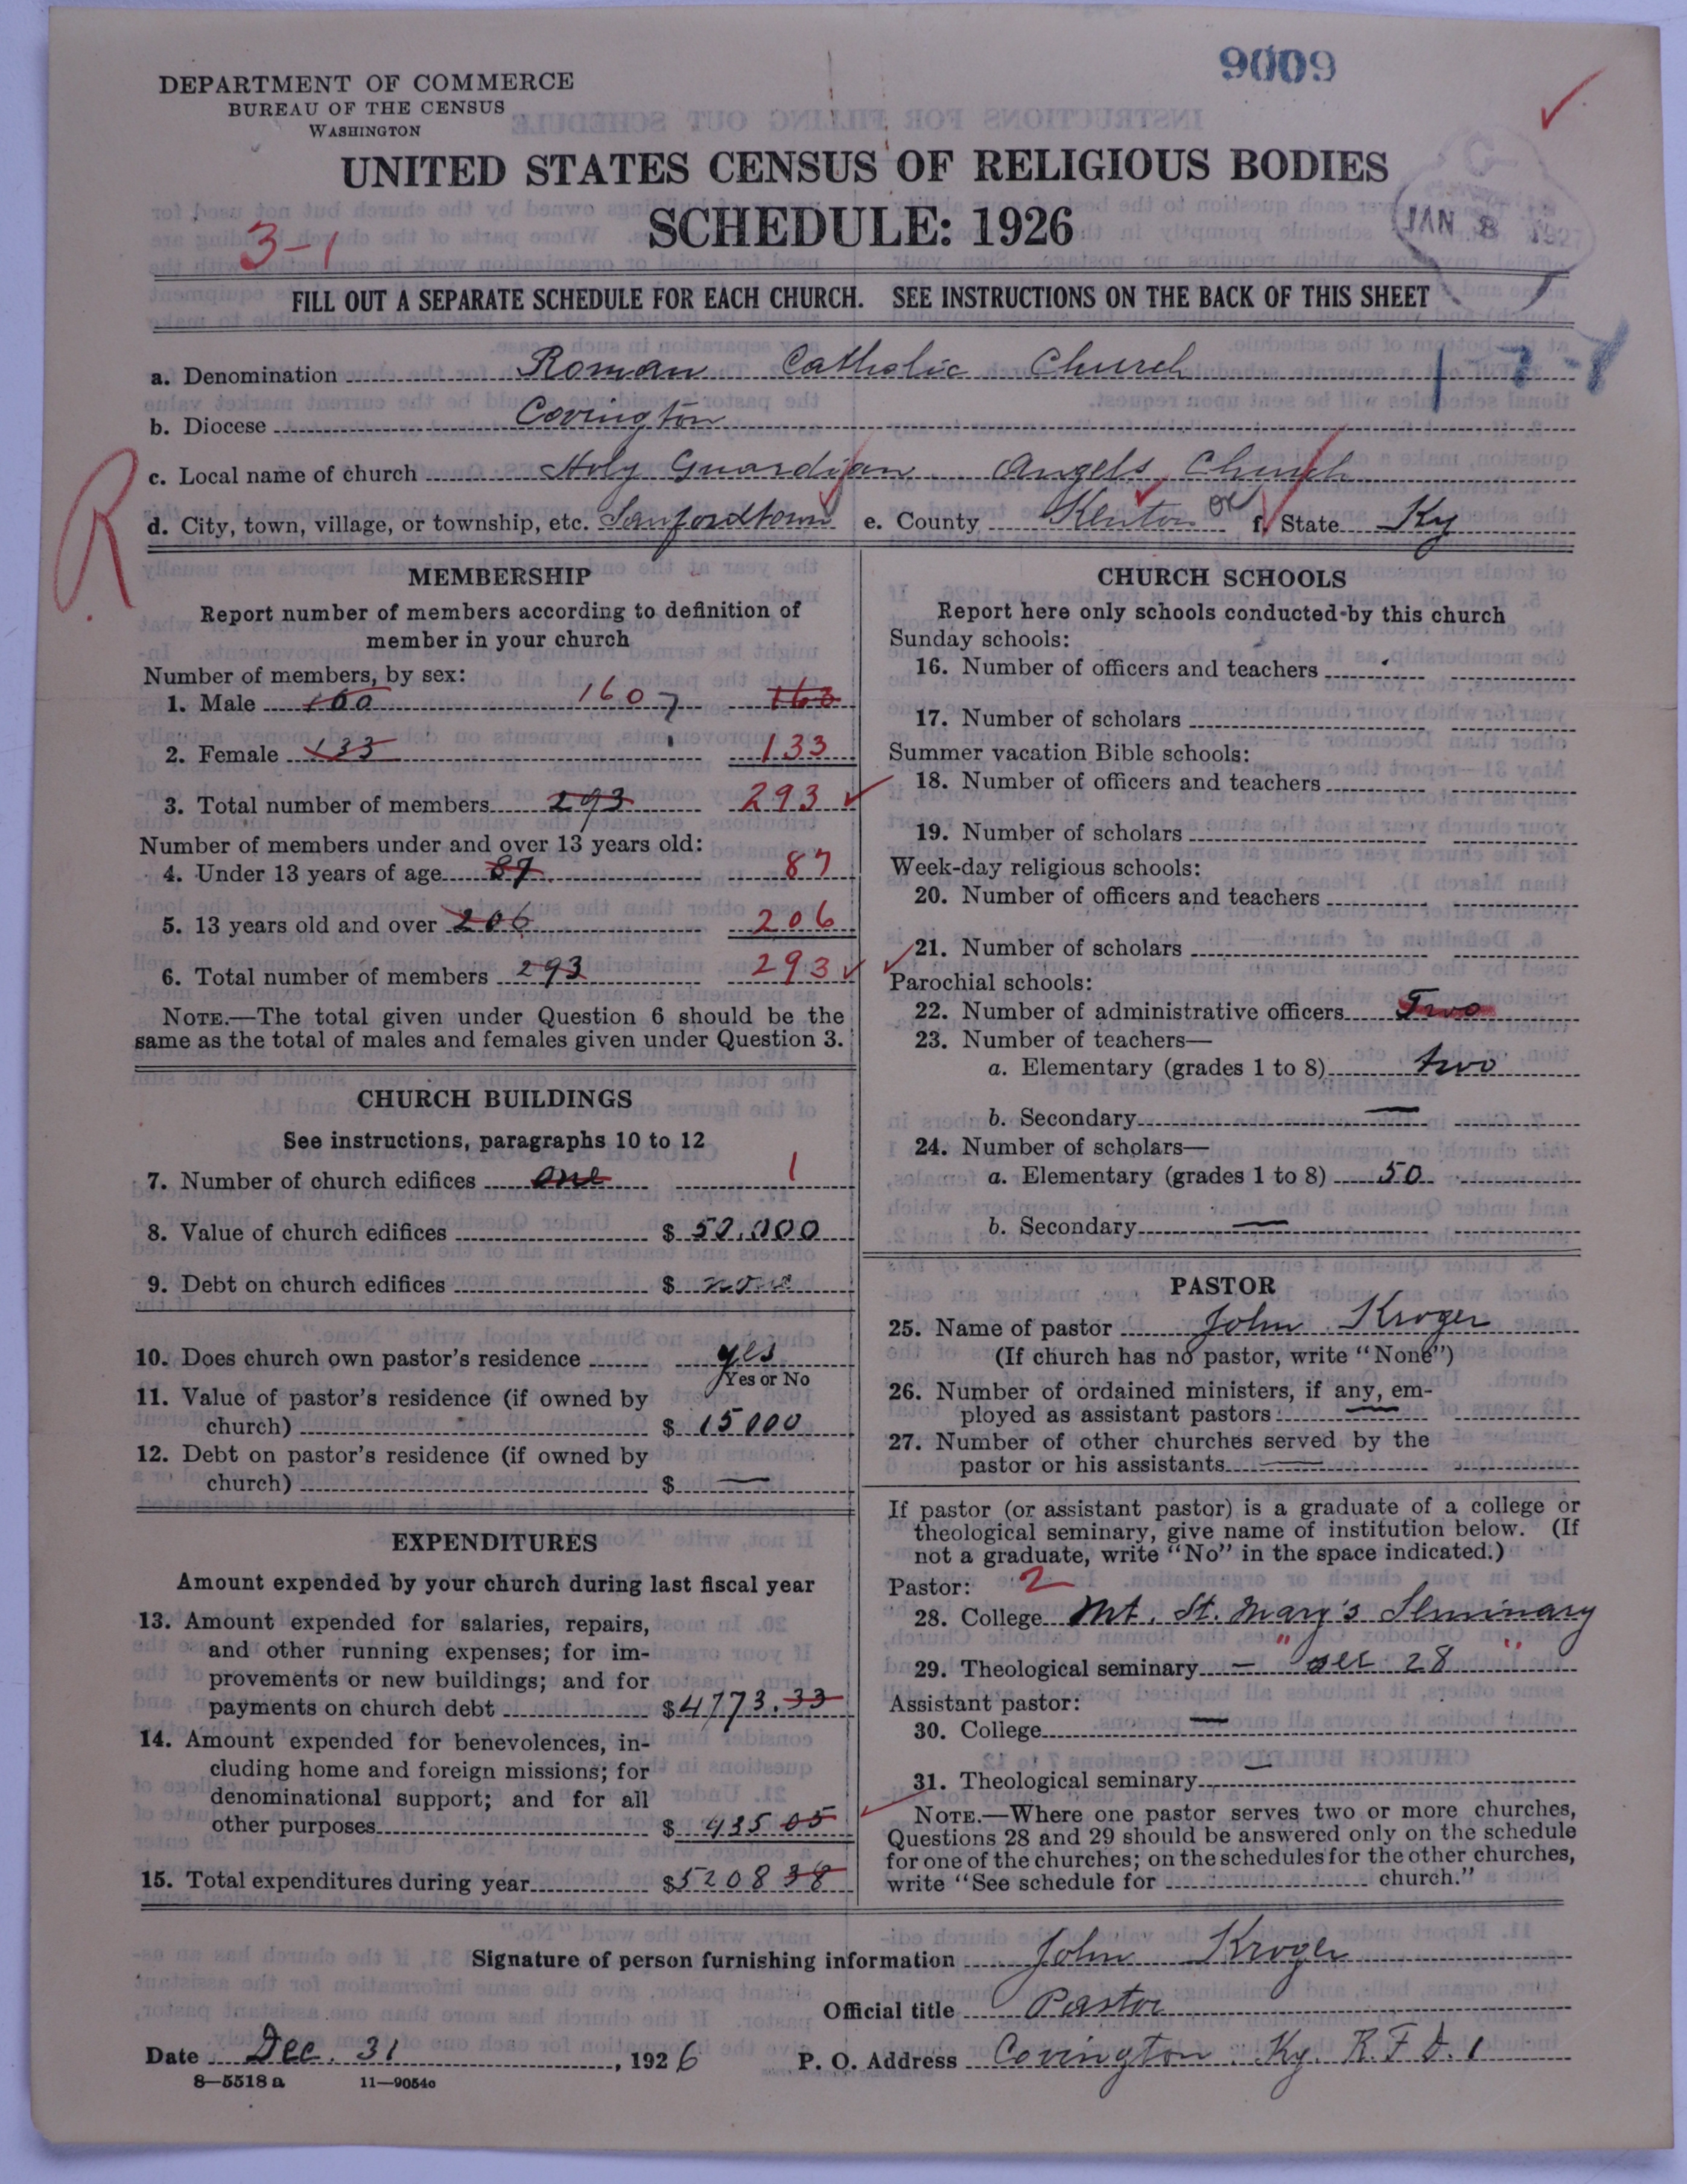 9009
DEPARTMENT OF COMMERCE
BUREAU OF THE CENSUS
WASHINGTON
UNITED STATES CENSUS OF RELIGIOUS BODIES
SCHEDULE: 1926
JAN 8 1927
3-1
FILL OUT A SEPARATE SCHEDULE FOR EACH CHURCH. SEE INSTRUCTIONS ON THE BACK OF THIS SHEET
a. Denomination Roman Catholic Church
b. Diocese Covington
c. Local name of church Holy Guardian Angels Church
d. City, town, village, or township, etc. Sanfordtown e. County Kenton f. State Ky
R
MEMBERSHIP
Report number of members according to definition of
member in your church
Number of members, by sex:
1. Male 160 160 163
2. Female 133 133
3. Total number of members 293 293
Number of members under and over 13 years old:
4. Under 13 years of age 87 87
5. 13 years old and over 206 206
6. Total number of members 293 293
NOTE.—The total given under Question 6 should be the
same as the total of males and females given under Question 3.
CHURCH BUILDINGS
See instructions, paragraphs 10 to 12
7. Number of church edifices one 1
8. Value of church edifices $ 50,000
9. Debt on church edifices $ none
10. Does church own pastor's residence yes
Yes or No
11. Value of pastor's residence (if owned by
church) $ 15000
12. Debt on pastor's residence (if owned by
church) $ —
EXPENDITURES
Amount expended by your church during last fiscal year
13. Amount expended for salaries, repairs,
and other running expenses; for im-
provements or new buildings; and for
payments on church debt $ 4773.33
14. Amount expended for benevolences, in-
cluding home and foreign missions; for
denominational support; and for all
other purposes $ 435 05
15. Total expenditures during year $ 5208 38
CHURCH SCHOOLS
Report here only schools conducted by this church
Sunday schools:
16. Number of officers and teachers
17. Number of scholars
Summer vacation Bible schools:
18. Number of officers and teachers
19. Number of scholars
Week-day religious schools:
20. Number of officers and teachers
21. Number of scholars
Parochial schools:
22. Number of administrative officers Two
23. Number of teachers—
a. Elementary (grades 1 to 8) two
b. Secondary —
24. Number of scholars—
a. Elementary (grades 1 to 8) 50
b. Secondary —
PASTOR
25. Name of pastor John Kroger
(If church has no pastor, write "None")
26. Number of ordained ministers, if any, em-
ployed as assistant pastors —
27. Number of other churches served by the
pastor or his assistants —
If pastor (or assistant pastor) is a graduate of a college or
theological seminary, give name of institution below. (If
not a graduate, write "No" in the space indicated.)
Pastor: 2
28. College Mt. St. Mary's Seminary
29. Theological seminary — " see 28 "
Assistant pastor:
30. College —
31. Theological seminary —
NOTE.—Where one pastor serves two or more churches,
Questions 28 and 29 should be answered only on the schedule
for one of the churches; on the schedules for the other churches,
write "See schedule for church."
Signature of person furnishing information John Kroger
Official title Pastor
Date Dec. 31, 1926 P. O. Address Covington Ky. R.F.D. 1
8—5518 a 11—9054c